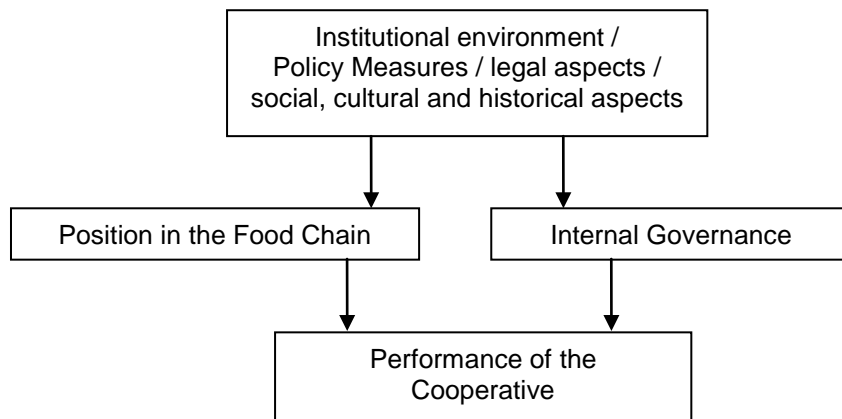 Institutional environment /
Policy Measures / legal aspects /
social, cultural and historical aspects
Position in the Food Chain
Internal Governance
Performance of the
Cooperative